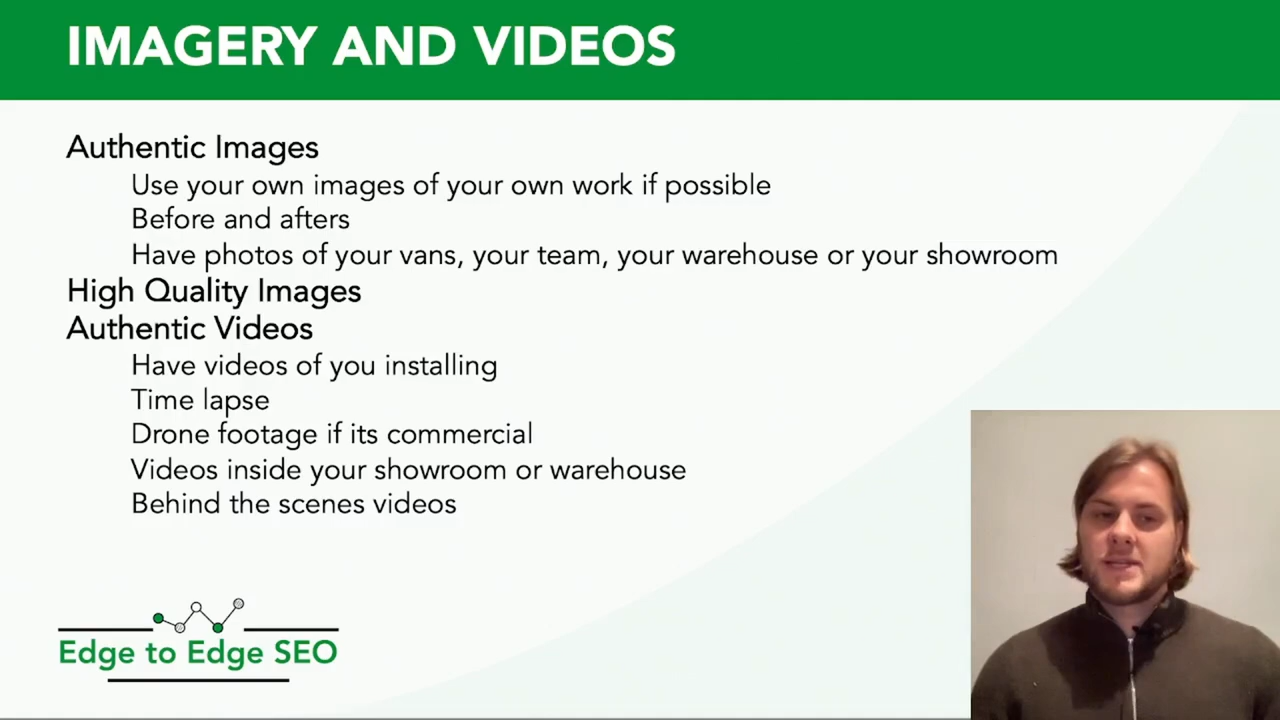 IMAGERY AND VIDEOS
Authentic Images
Use your own images of your own work if possible
Before and afters
Have photos of your vans, your team, your warehouse or your showroom
High Quality Images
Authentic Videos
Have videos of you installing
Time lapse
Drone footage if its commercial
Videos inside your showroom or warehouse
Behind the scenes videos
Edge to Edge SEO